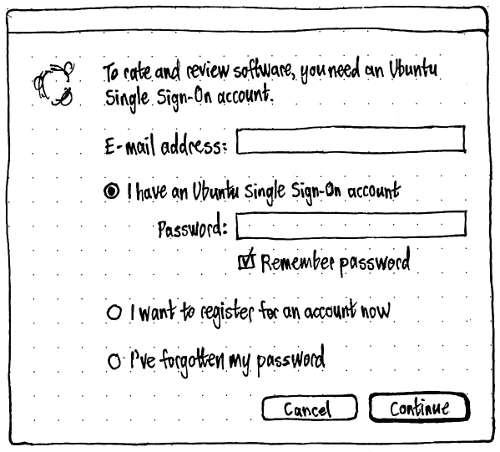 To rate and review software, you need an Ubuntu
Single Sign-On account.
E-mail address:
I have an Ubuntu Single Sign-On account
Password:
Remember password
I want to register for an account now
I've forgotten my password
Cancel Continue